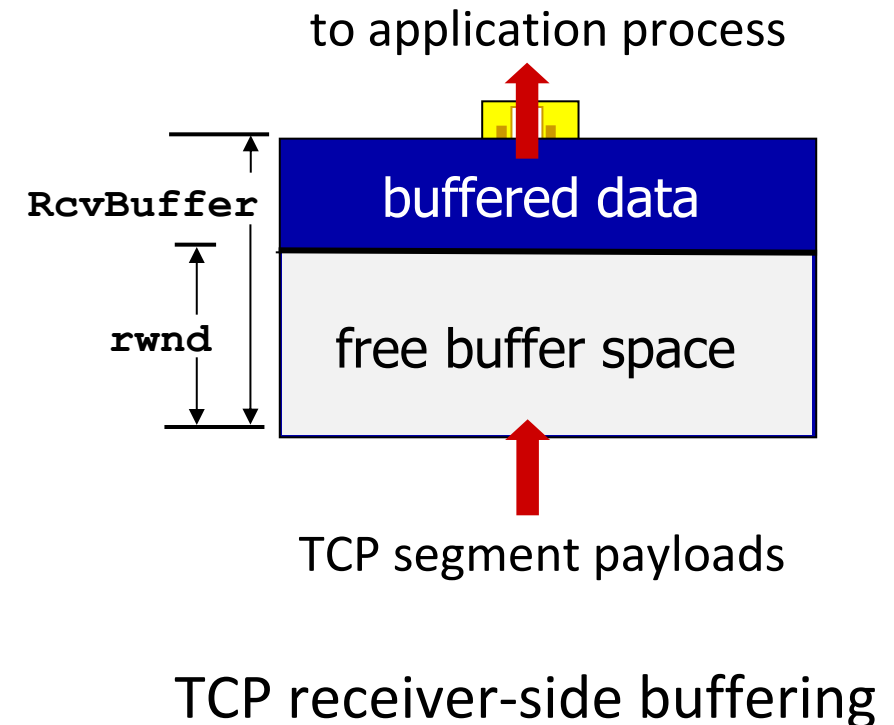 to application process
RcvBuffer
buffered data
rwnd
free buffer space
TCP segment payloads
TCP receiver-side buffering